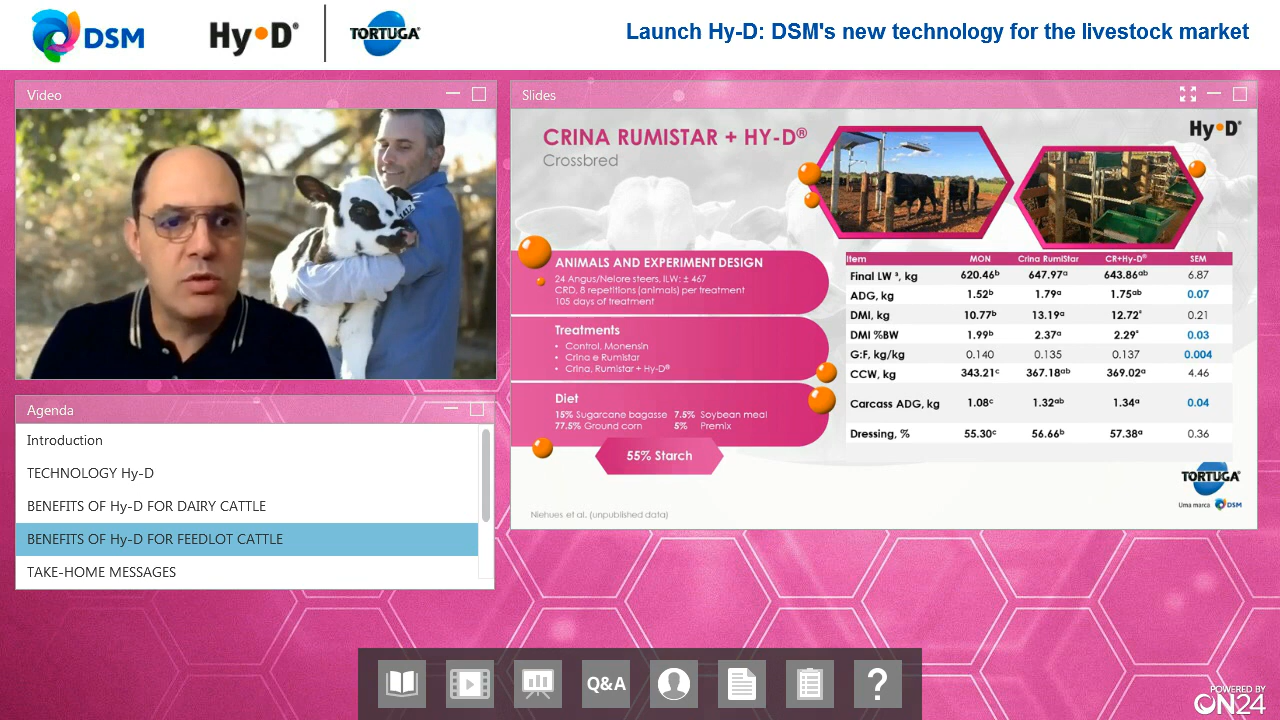 DSM
Hy•D®
TORTUGA
Launch Hy-D: DSM's new technology for the livestock market
Video
Agenda
Introduction
TECHNOLOGY Hy-D
BENEFITS OF Hy-D FOR DAIRY CATTLE
BENEFITS OF Hy-D FOR FEEDLOT CATTLE
TAKE-HOME MESSAGES
Slides
CRINA RUMISTAR + HY-D®
Crossbred
Hy•D®
ANIMALS AND EXPERIMENT DESIGN
24 Angus/Nelore steers, iLW: ± 467
CRD, 8 repetitions (animals) per treatment
105 days of treatment
Treatments
• Control, Monensin
• Crina e Rumistar
• Crina, Rumistar + Hy-D®
Diet
15% Sugarcane bagasse 7.5% Soybean meal
77.5% Ground corn 5% Premix
55% Starch
Item MON Crina RumiStar CR+Hy-D® SEM
Final LW ³, kg 620.46ᵇ 647.97ᵃ 643.86ᵃᵇ 6.87
ADG, kg 1.52ᵇ 1.79ᵃ 1.75ᵃᵇ 0.07
DMI, kg 10.77ᵇ 13.19ᵃ 12.72ˣ 0.21
DMI %BW 1.99ᵇ 2.37ᵃ 2.29ˣ 0.03
G:F, kg/kg 0.140 0.135 0.137 0.004
CCW, kg 343.21ᶜ 367.18ᵃᵇ 369.02ᵃ 4.46
Carcass ADG, kg 1.08ᶜ 1.32ᵃᵇ 1.34ᵃ 0.04
Dressing, % 55.30ᶜ 56.66ᵇ 57.38ᵃ 0.36
Niehues et al. (unpublished data)
TORTUGA
Uma marca DSM
Q&A
?
POWERED BY
ON24